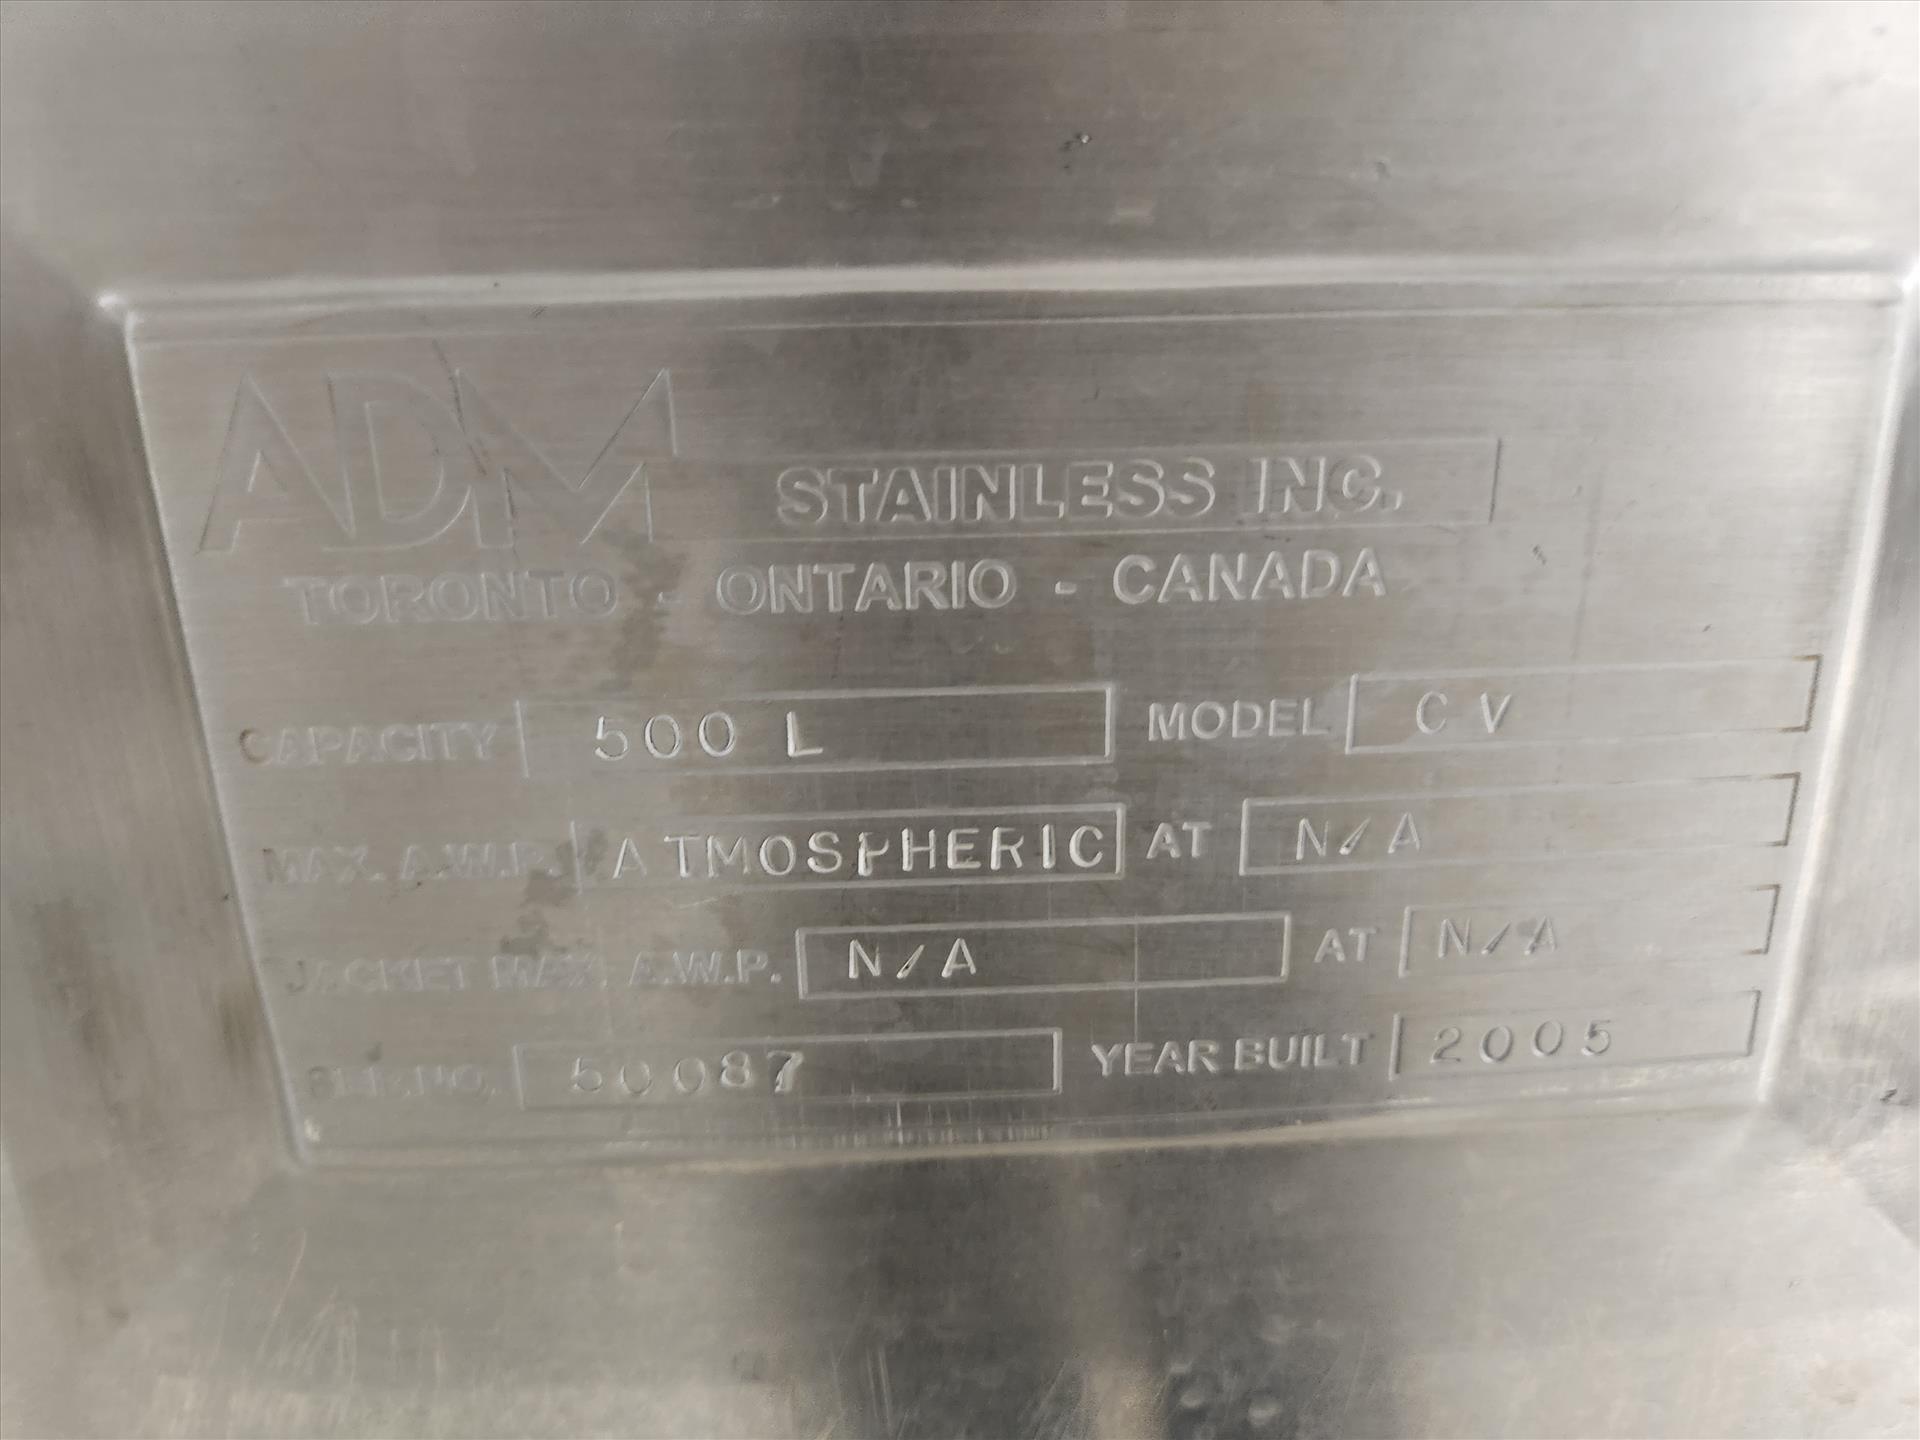 ADM STAINLESS INC.
TORONTO - ONTARIO - CANADA
CAPACITY 500 L MODEL C V
MAX. A.W.P. ATMOSPHERIC AT N/A
JACKET MAX. A.W.P. N/A AT N/A
SER. NO. 50087 YEAR BUILT 2005